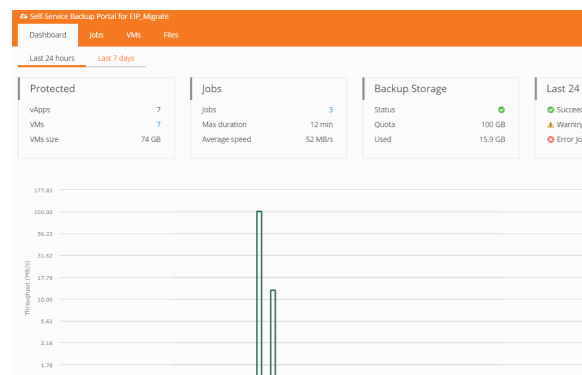 Self-Service Backup Portal for EIP_Migrate
Dashboard Jobs VMs Files
Last 24 hours Last 7 days
Protected
vApps 7
VMs 7
VMs size 74 GB
Jobs
Jobs 3
Max duration 12 min
Average speed 52 MB/s
Backup Storage
Status
Quota 100 GB
Used 15.9 GB
Last 24
Succeed
Warning
Error Jo
177.83
100.00
56.23
31.62
17.78
10.00
5.62
3.16
1.78
Throughput (MB/s)